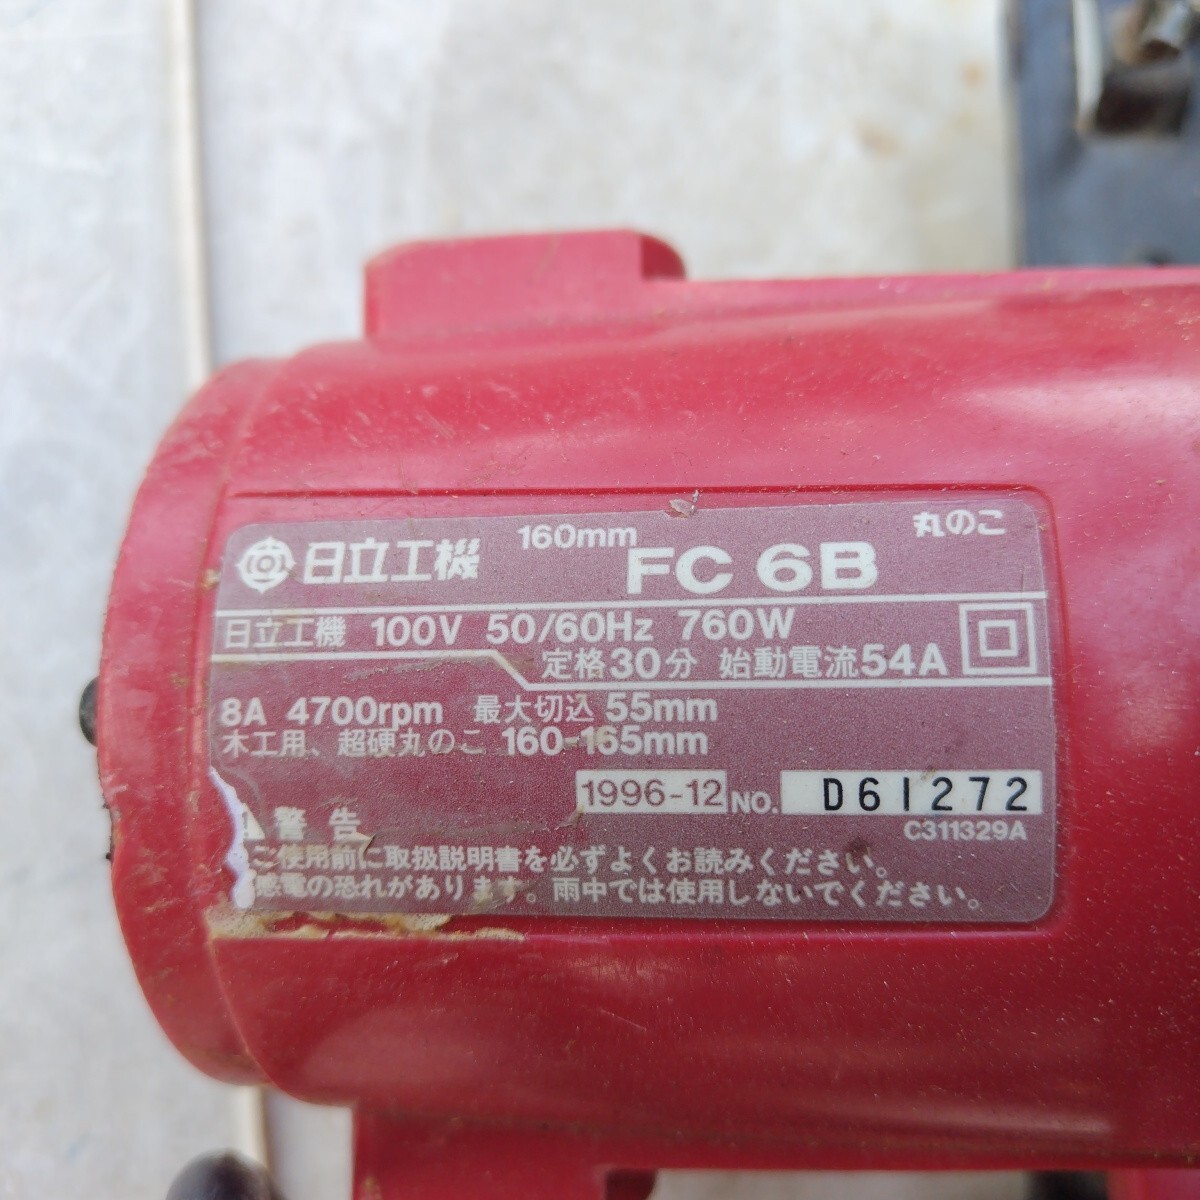 日立工機 160mm FC 6B 丸のこ
日立工機 100V 50/60Hz 760W
定格30分 始動電流54A
8A 4700rpm 最大切込 55mm
木工用、超硬丸のこ 160-165mm
1996-12 NO. D61272
C311329A
警告
ご使用前に取扱説明書を必ずよくお読みください。
感電の恐れがあります。雨中では使用しないでください。